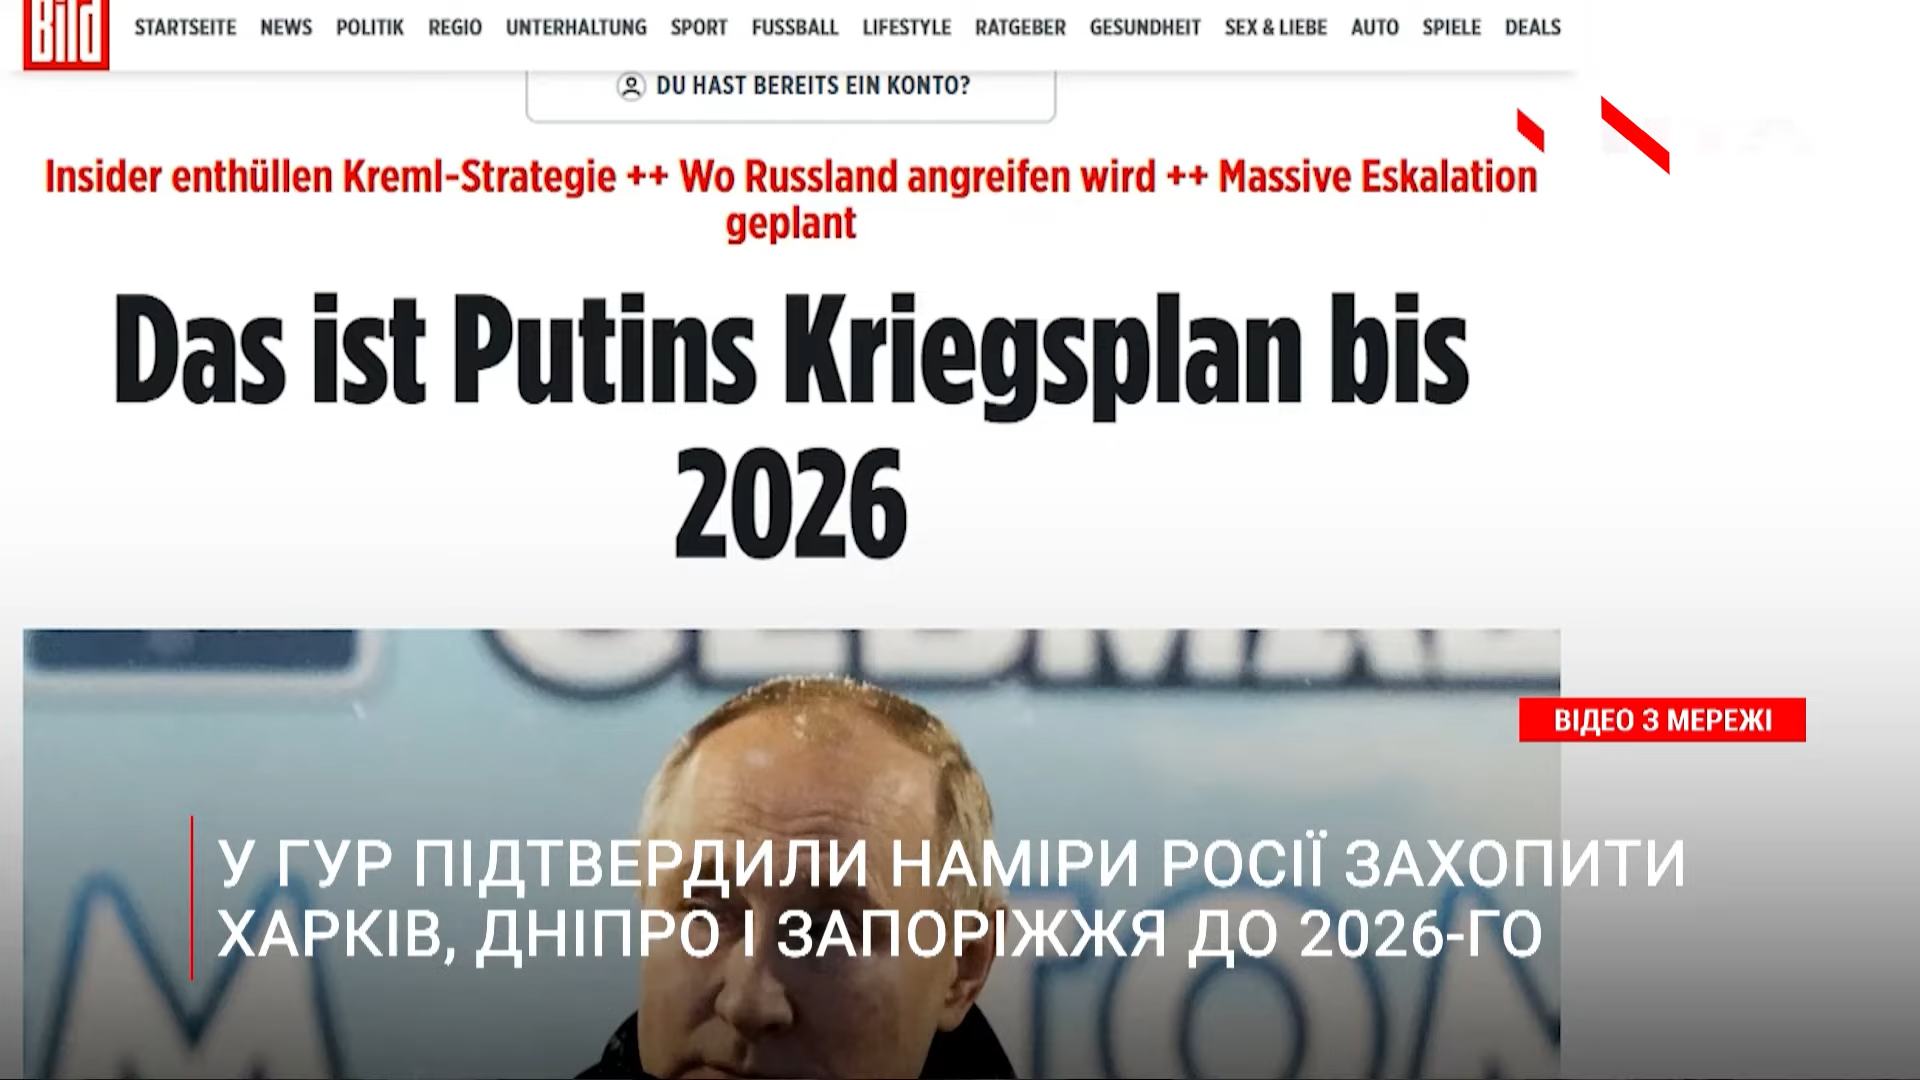 Bild
STARTSEITE NEWS POLITIK REGIO UNTERHALTUNG SPORT FUSSBALL LIFESTYLE RATGEBER GESUNDHEIT SEX & LIEBE AUTO SPIELE DEALS
DU HAST BEREITS EIN KONTO?
Insider enthüllen Kreml-Strategie ++ Wo Russland angreifen wird ++ Massive Eskalation
geplant
Das ist Putins Kriegsplan bis
2026
ВІДЕО З МЕРЕЖІ
У ГУР ПІДТВЕРДИЛИ НАМІРИ РОСІЇ ЗАХОПИТИ
ХАРКІВ, ДНІПРО І ЗАПОРІЖЖЯ ДО 2026-ГО